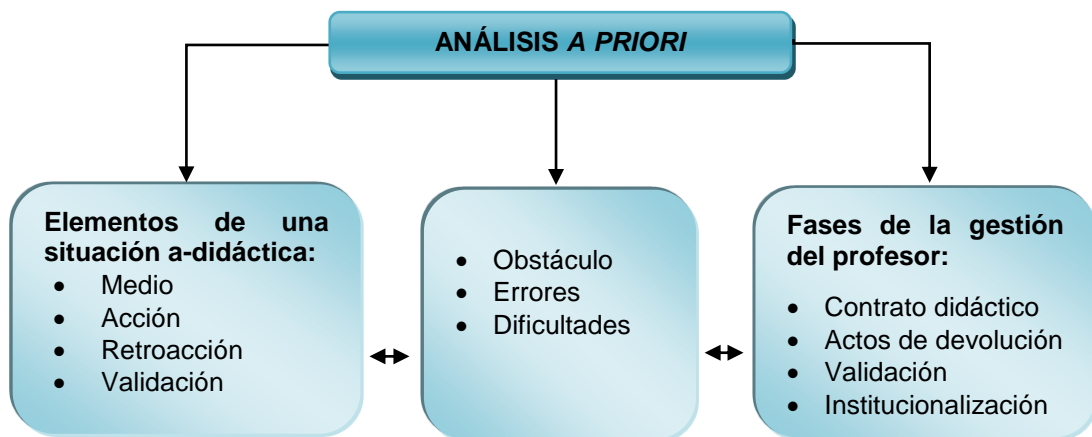 ANÁLISIS A PRIORI
Elementos de una
situación a-didáctica:
• Medio
• Acción
• Retroacción
• Validación
• Obstáculo
• Errores
• Dificultades
Fases de la gestión
del profesor:
• Contrato didáctico
• Actos de devolución
• Validación
• Institucionalización